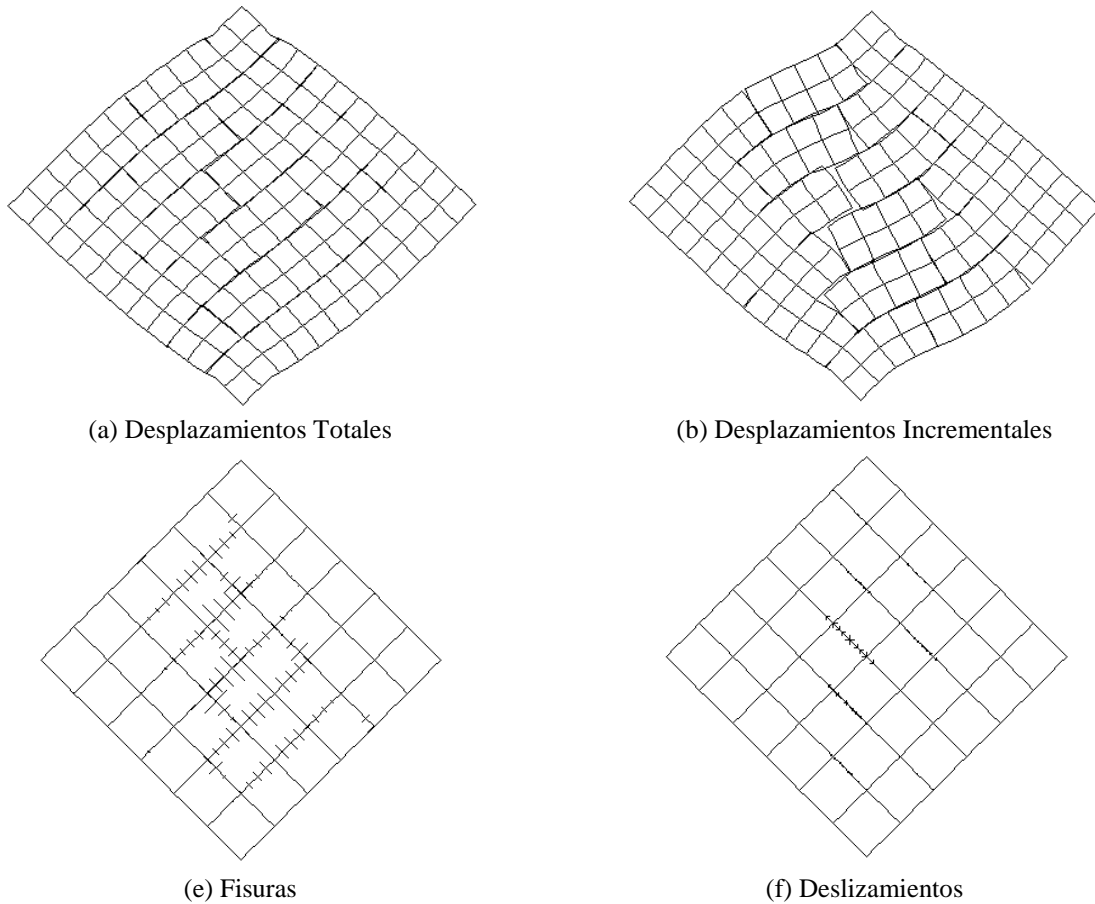 (a) Desplazamientos Totales
(b) Desplazamientos Incrementales
(e) Fisuras
(f) Deslizamientos